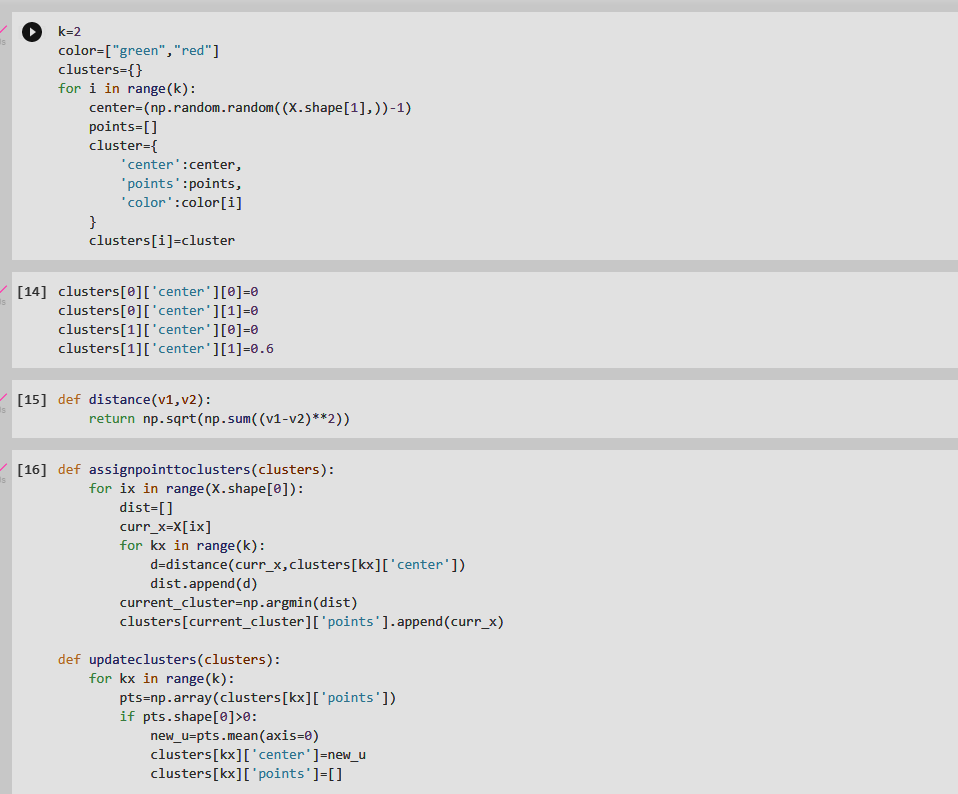 k=2
color=["green","red"]
clusters={}
for i in range(k):
    center=(np.random.random((X.shape[1],))-1)
    points=[]
    cluster={
        'center':center,
        'points':points,
        'color':color[i]
    }
    clusters[i]=cluster
[14] clusters[0]['center'][0]=0
clusters[0]['center'][1]=0
clusters[1]['center'][0]=0
clusters[1]['center'][1]=0.6
[15] def distance(v1,v2):
    return np.sqrt(np.sum((v1-v2)**2))
[16] def assignpointtoclusters(clusters):
    for ix in range(X.shape[0]):
        dist=[]
        curr_x=X[ix]
        for kx in range(k):
            d=distance(curr_x,clusters[kx]['center'])
            dist.append(d)
        current_cluster=np.argmin(dist)
        clusters[current_cluster]['points'].append(curr_x)
def updateclusters(clusters):
    for kx in range(k):
        pts=np.array(clusters[kx]['points'])
        if pts.shape[0]>0:
            new_u=pts.mean(axis=0)
            clusters[kx]['center']=new_u
            clusters[kx]['points']=[]